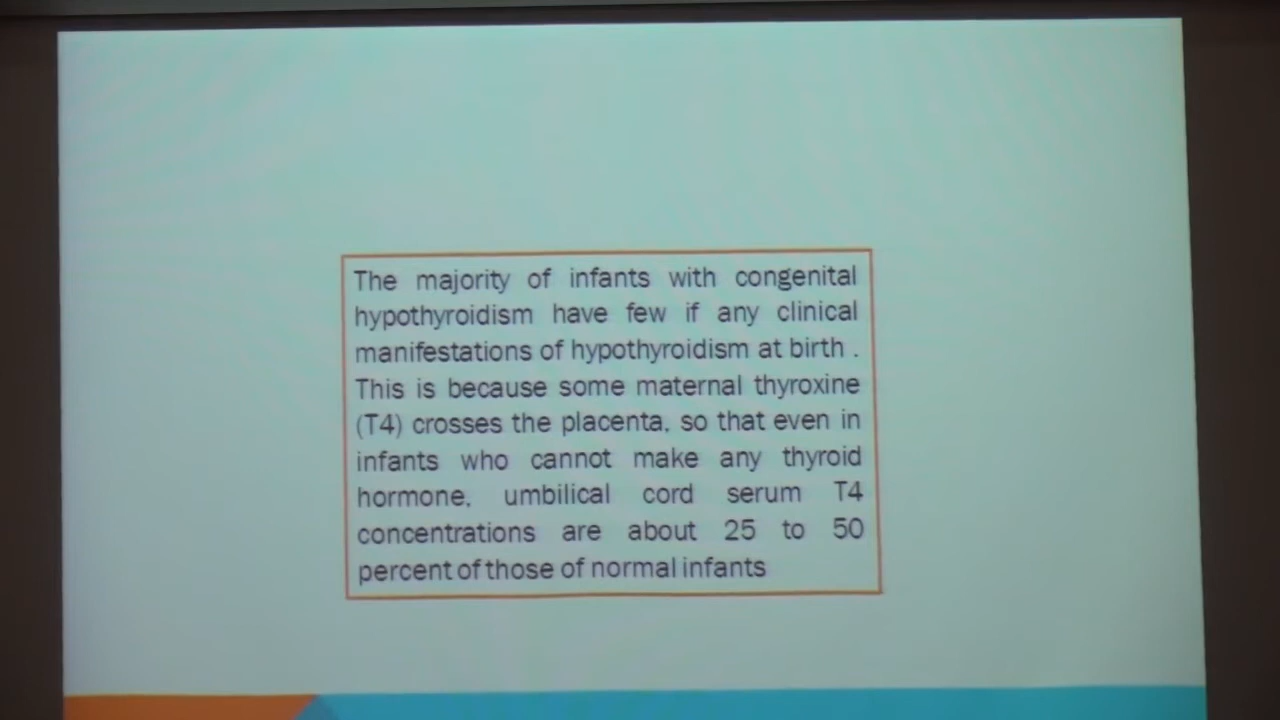 The majority of infants with congenital
hypothyroidism have few if any clinical
manifestations of hypothyroidism at birth .
This is because some maternal thyroxine
(T4) crosses the placenta, so that even in
infants who cannot make any thyroid
hormone, umbilical cord serum T4
concentrations are about 25 to 50
percent of those of normal infants